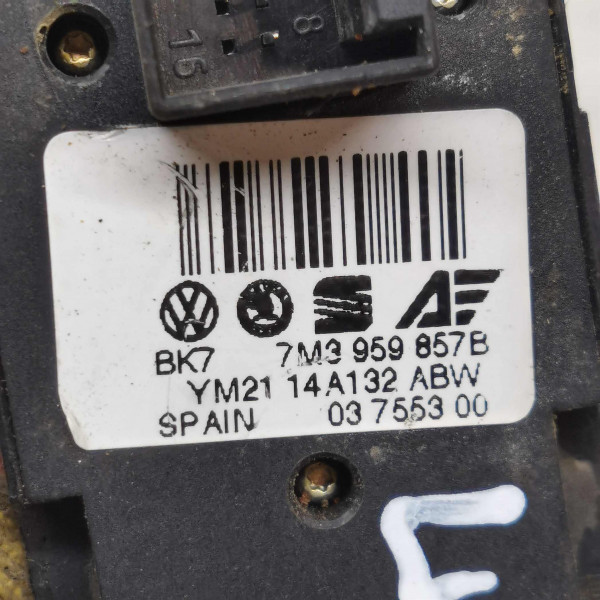 8
16
BK7 7M3 959 857B
YM21 14A132 ABW
SPAIN 03 7553 00